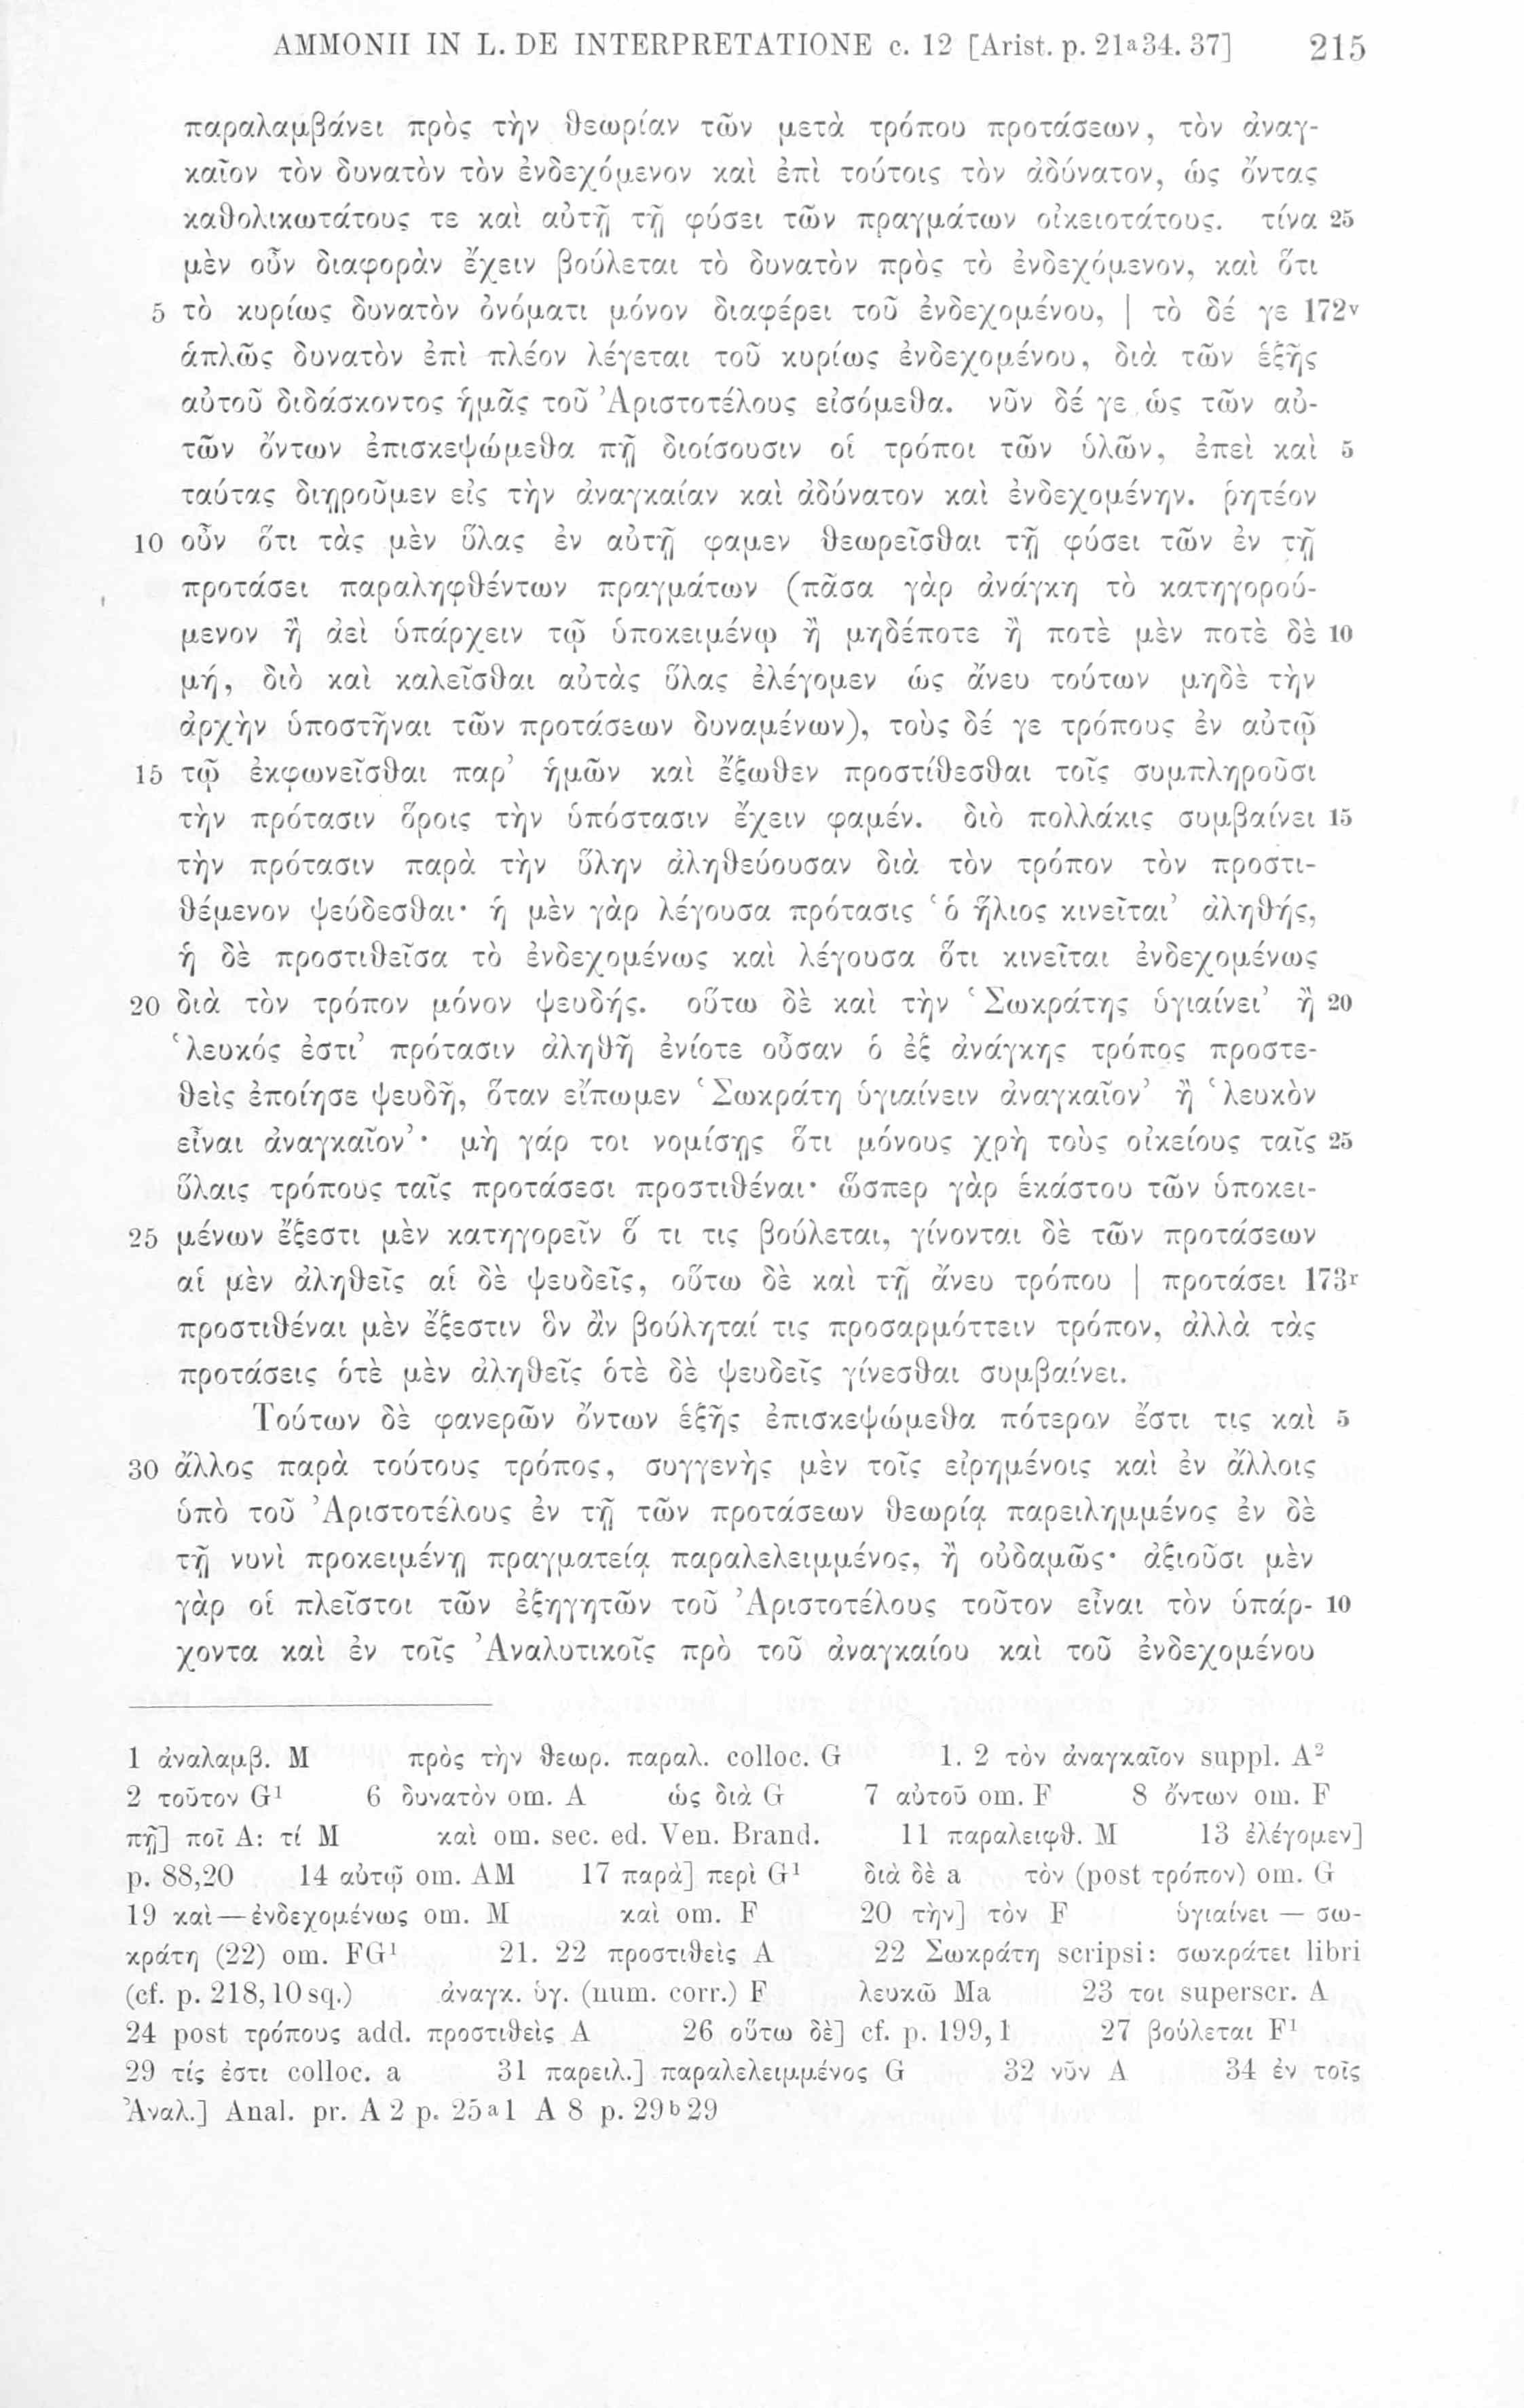 AMMONII IN L. DE INTERPRETATIONE c. 12 [Arist. p. 21a34. 37] 215
παραλαμβάνει πρὸς τὴν θεωρίαν τῶν μετὰ τρόπου προτάσεων, τὸν ἀναγ-
καῖον τὸν δυνατὸν τὸν ἐνδεχόμενον καὶ ἐπὶ τούτοις τὸν ἀδύνατον, ὡς ὄντας
καθολικωτάτους τε καὶ αὐτῇ τῇ φύσει τῶν πραγμάτων οἰκειοτάτους. τίνα 25
μὲν οὖν διαφορὰν ἔχειν βούλεται τὸ δυνατὸν πρὸς τὸ ἐνδεχόμενον, καὶ ὅτι
5 τὸ κυρίως δυνατὸν ὀνόματι μόνον διαφέρει τοῦ ἐνδεχομένου, | τὸ δέ γε 172v
ἁπλῶς δυνατὸν ἐπὶ πλέον λέγεται τοῦ κυρίως ἐνδεχομένου, διὰ τῶν ἑξῆς
αὐτοῦ διδάσκοντος ἡμᾶς τοῦ Ἀριστοτέλους εἰσόμεθα. νῦν δέ γε ὡς τῶν αὐ-
τῶν ὄντων ἐπισκεψώμεθα πῇ διοίσουσιν οἱ τρόποι τῶν ὑλῶν, ἐπεὶ καὶ 5
ταύτας διῃροῦμεν εἰς τὴν ἀναγκαίαν καὶ ἀδύνατον καὶ ἐνδεχομένην. ῥητέον
10 οὖν ὅτι τὰς μὲν ὕλας ἐν αὐτῇ φαμεν θεωρεῖσθαι τῇ φύσει τῶν ἐν τῇ
προτάσει παραληφθέντων πραγμάτων (πᾶσα γὰρ ἀνάγκη τὸ κατηγορού-
μενον ἢ ἀεὶ ὑπάρχειν τῷ ὑποκειμένῳ ἢ μηδέποτε ἢ ποτὲ μὲν ποτὲ δὲ 10
μή, διὸ καὶ καλεῖσθαι αὐτὰς ὕλας ἐλέγομεν ὡς ἄνευ τούτων μηδὲ τὴν
ἀρχὴν ὑποστῆναι τῶν προτάσεων δυναμένων), τοὺς δέ γε τρόπους ἐν αὐτῷ
15 τῷ ἐκφωνεῖσθαι παρ’ ἡμῶν καὶ ἔξωθεν προστίθεσθαι τοῖς συμπληροῦσι
τὴν πρότασιν ὅροις τὴν ὑπόστασιν ἔχειν φαμέν. διὸ πολλάκις συμβαίνει 15
τὴν πρότασιν παρὰ τὴν ὕλην ἀληθεύουσαν διὰ τὸν τρόπον τὸν προστι-
θέμενον ψεύδεσθαι· ἡ μὲν γὰρ λέγουσα πρότασις ‘ὁ ἥλιος κινεῖται’ ἀληθής,
ἡ δὲ προστιθεῖσα τὸ ἐνδεχομένως καὶ λέγουσα ὅτι κινεῖται ἐνδεχομένως
20 διὰ τὸν τρόπον μόνον ψευδής. οὕτω δὲ καὶ τὴν ‘Σωκράτης ὑγιαίνει’ ἢ 20
‘λευκός ἐστι’ πρότασιν ἀληθῆ ἐνίοτε οὖσαν ὁ ἐξ ἀνάγκης τρόπος προστε-
θεὶς ἐποίησε ψευδῆ, ὅταν εἴπωμεν ‘Σωκράτη ὑγιαίνειν ἀναγκαῖον’ ἢ ‘λευκὸν
εἶναι ἀναγκαῖον’· μὴ γάρ τοι νομίσῃς ὅτι μόνους χρὴ τοὺς οἰκείους ταῖς 25
ὕλαις τρόπους ταῖς προτάσεσι προστιθέναι· ὥσπερ γὰρ ἑκάστου τῶν ὑποκει-
25 μένων ἔξεστι μὲν κατηγορεῖν ὅ τι τις βούλεται, γίνονται δὲ τῶν προτάσεων
αἱ μὲν ἀληθεῖς αἱ δὲ ψευδεῖς, οὕτω δὲ καὶ τῇ ἄνευ τρόπου | προτάσει 173r
προστιθέναι μὲν ἔξεστιν ὃν ἂν βούληταί τις προσαρμόττειν τρόπον, ἀλλὰ τὰς
προτάσεις ὁτὲ μὲν ἀληθεῖς ὁτὲ δὲ ψευδεῖς γίνεσθαι συμβαίνει.
Τούτων δὲ φανερῶν ὄντων ἑξῆς ἐπισκεψώμεθα πότερον ἔστι τις καὶ 5
30 ἄλλος παρὰ τούτους τρόπος, συγγενὴς μὲν τοῖς εἰρημένοις καὶ ἐν ἄλλοις
ὑπὸ τοῦ Ἀριστοτέλους ἐν τῇ τῶν προτάσεων θεωρίᾳ παρειλημμένος ἐν δὲ
τῇ νυνὶ προκειμένῃ πραγματείᾳ παραλελειμμένος, ἢ οὐδαμῶς· ἀξιοῦσι μὲν
γὰρ οἱ πλεῖστοι τῶν ἐξηγητῶν τοῦ Ἀριστοτέλους τοῦτον εἶναι τὸν ὑπάρ- 10
χοντα καὶ ἐν τοῖς Ἀναλυτικοῖς πρὸ τοῦ ἀναγκαίου καὶ τοῦ ἐνδεχομένου
1 ἀναλαμβ. M πρὸς τὴν θεωρ. παραλ. colloc. G 1. 2 τὸν ἀναγκαῖον suppl. A²
2 τοῦτον G¹ 6 δυνατὸν om. A ὡς διὰ G 7 αὐτοῦ om. F 8 ὄντων om. F
πῇ] ποῖ A: τί M καὶ om. sec. ed. Ven. Brand. 11 παραλειφθ. M 13 ἐλέγομεν]
p. 88,20 14 αὐτῷ om. AM 17 παρὰ] περὶ G¹ διὰ δὲ a τὸν (post τρόπον) om. G
19 καὶ — ἐνδεχομένως om. M καὶ om. F 20 τὴν] τὸν F ὑγιαίνει — σω-
κράτη (22) om. FG¹ 21. 22 προστιθεὶς A 22 Σωκράτη scripsi: σωκράτει libri
(cf. p. 218,10 sq.) ἀναγκ. ὑγ. (num. corr.) F λευκῶ Ma 23 τοι superscr. A
24 post τρόπους add. προστιθεὶς A 26 οὕτω δὲ] cf. p. 199,1 27 βούλεται F¹
29 τίς ἐστι colloc. a 31 παρειλ.] παραλελειμμένος G 32 νῦν A 34 ἐν τοῖς
Ἀναλ.] Anal. pr. A 2 p. 25a1 A 8 p. 29b29